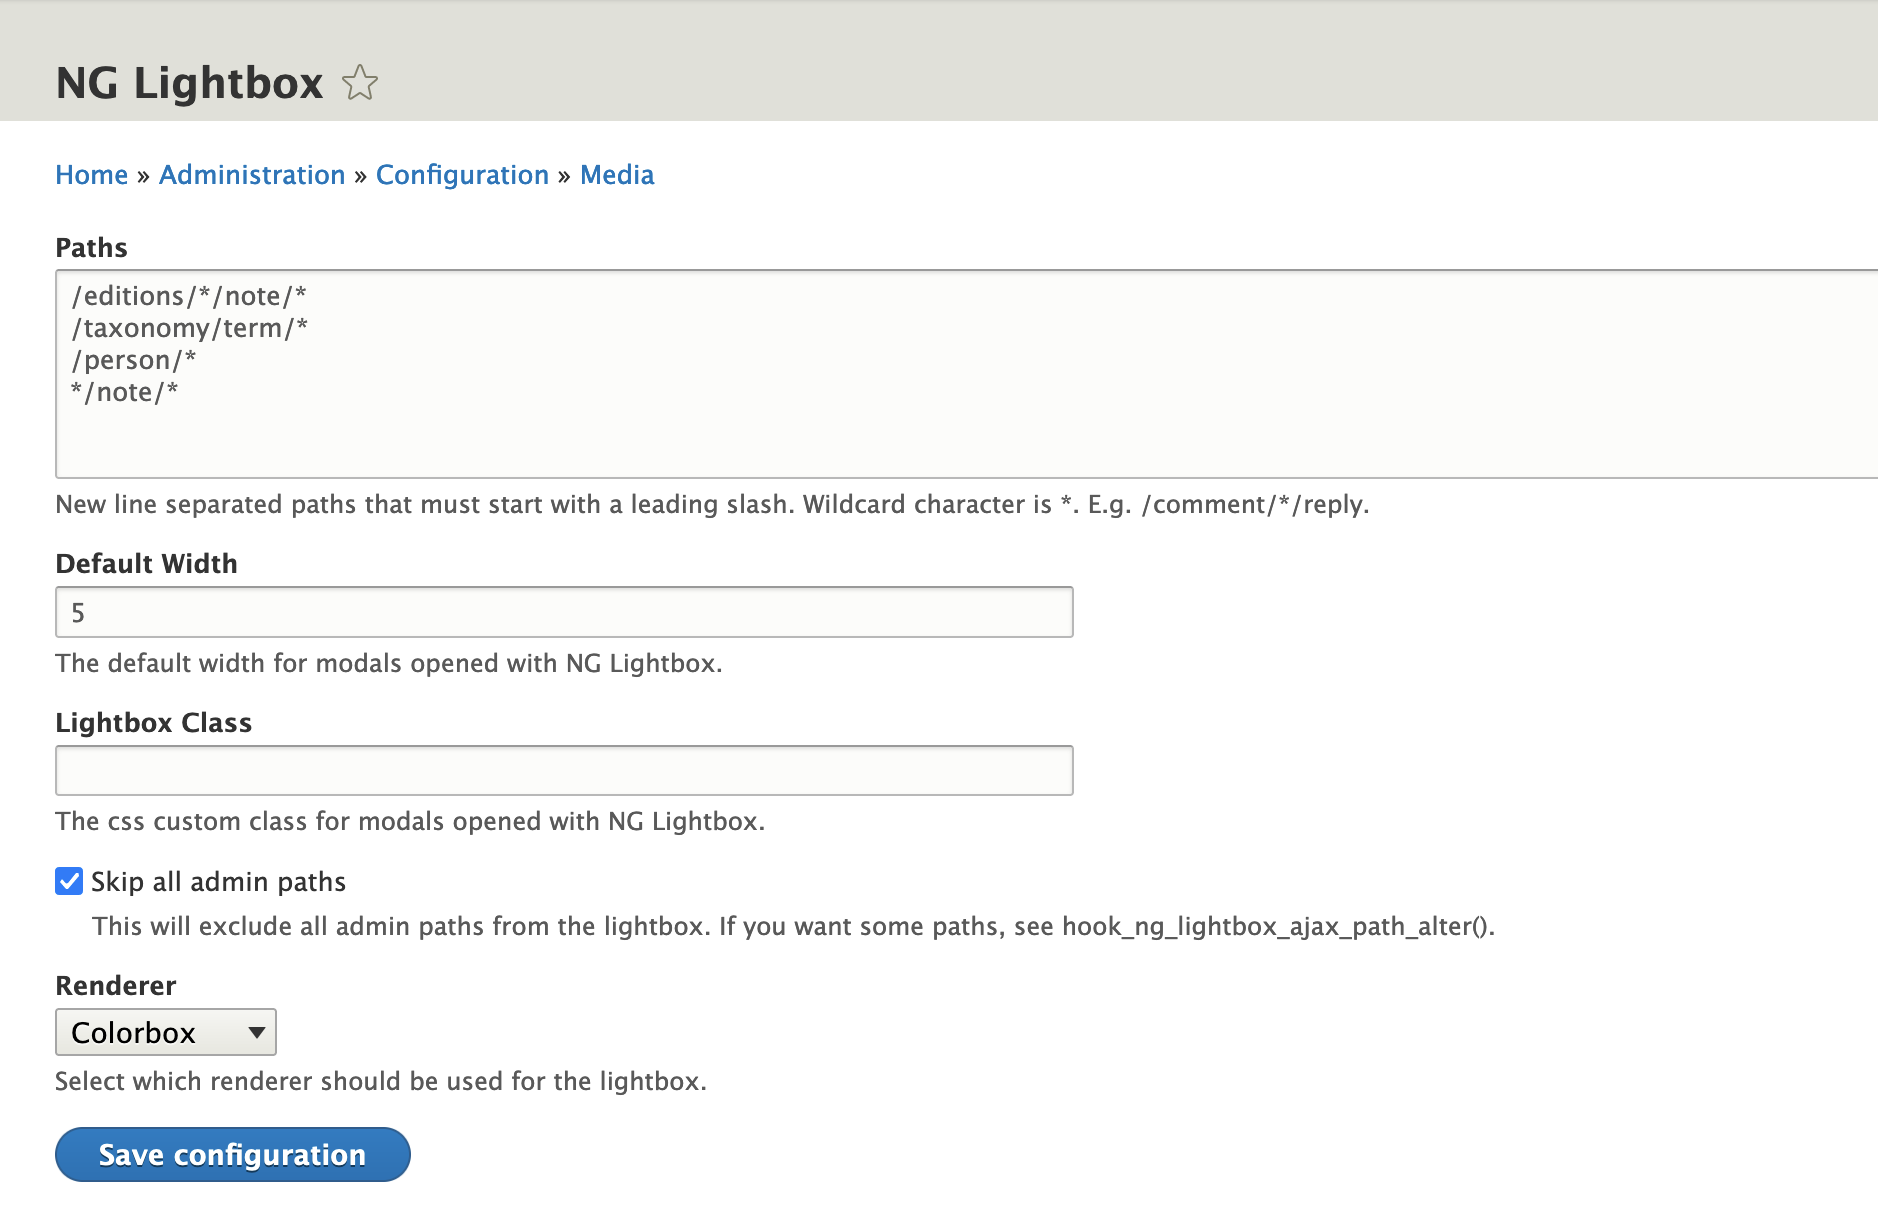 NG Lightbox
Home » Administration » Configuration » Media
Paths
/editions/*/note/*
/taxonomy/term/*
/person/*
*/note/*
New line separated paths that must start with a leading slash. Wildcard character is *. E.g. /comment/*/reply.
Default Width
5
The default width for modals opened with NG Lightbox.
Lightbox Class
The css custom class for modals opened with NG Lightbox.
Skip all admin paths
This will exclude all admin paths from the lightbox. If you want some paths, see hook_ng_lightbox_ajax_path_alter().
Renderer
Colorbox
Select which renderer should be used for the lightbox.
Save configuration